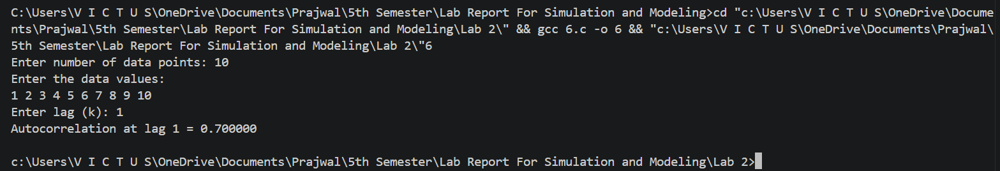 C:\Users\V I C T U S\OneDrive\Documents\Prajwal\5th Semester\Lab Report For Simulation and Modeling>cd "c:\Users\V I C T U S\OneDrive\Docume
nts\Prajwal\5th Semester\Lab Report For Simulation and Modeling\Lab 2\" && gcc 6.c -o 6 && "c:\Users\V I C T U S\OneDrive\Documents\Prajwal\
5th Semester\Lab Report For Simulation and Modeling\Lab 2\"6
Enter number of data points: 10
Enter the data values:
1 2 3 4 5 6 7 8 9 10
Enter lag (k): 1
Autocorrelation at lag 1 = 0.700000
c:\Users\V I C T U S\OneDrive\Documents\Prajwal\5th Semester\Lab Report For Simulation and Modeling\Lab 2>